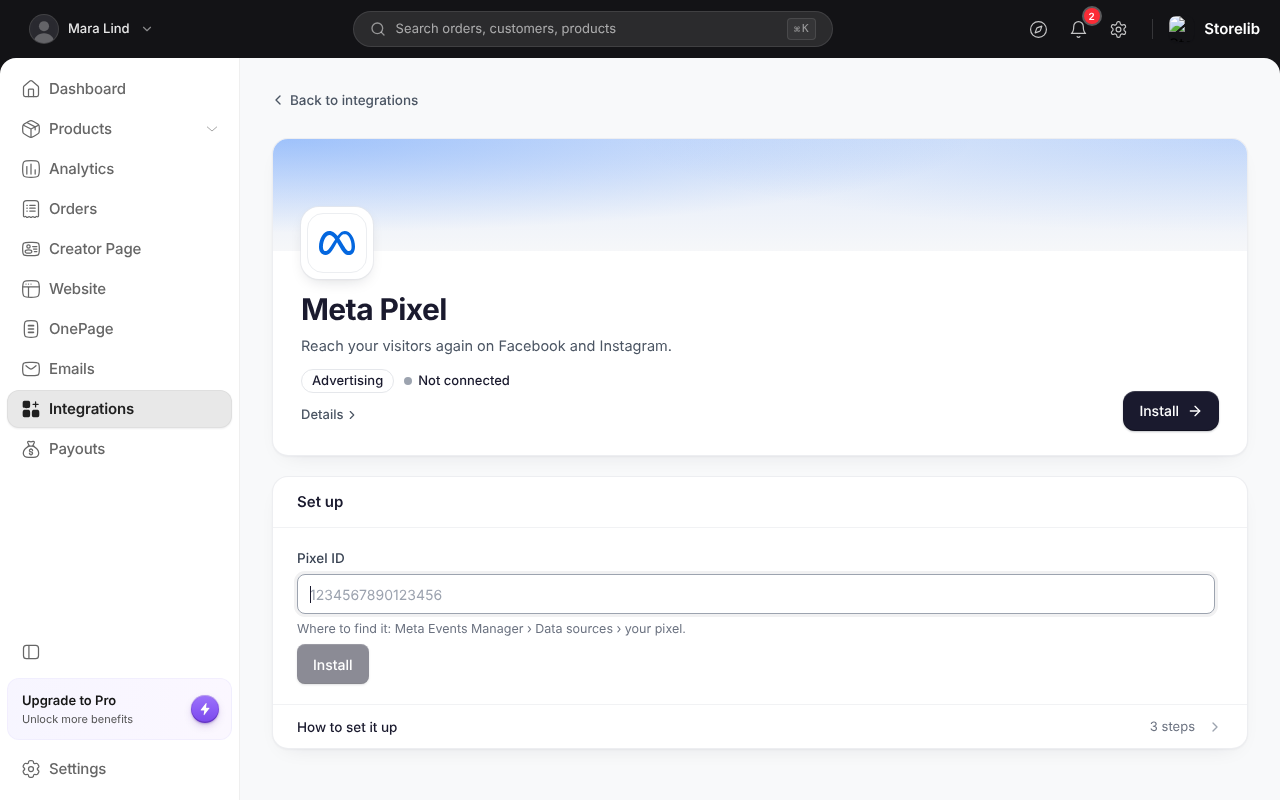 Mara Lind
Search orders, customers, products
⌘K
2
Storelib
Dashboard
Products
Analytics
Orders
Creator Page
Website
OnePage
Emails
Integrations
Payouts
Upgrade to Pro
Unlock more benefits
Settings
Back to integrations
Meta Pixel
Reach your visitors again on Facebook and Instagram.
Advertising
Not connected
Details
Install
Set up
Pixel ID
1234567890123456
Where to find it: Meta Events Manager › Data sources › your pixel.
Install
How to set it up
3 steps